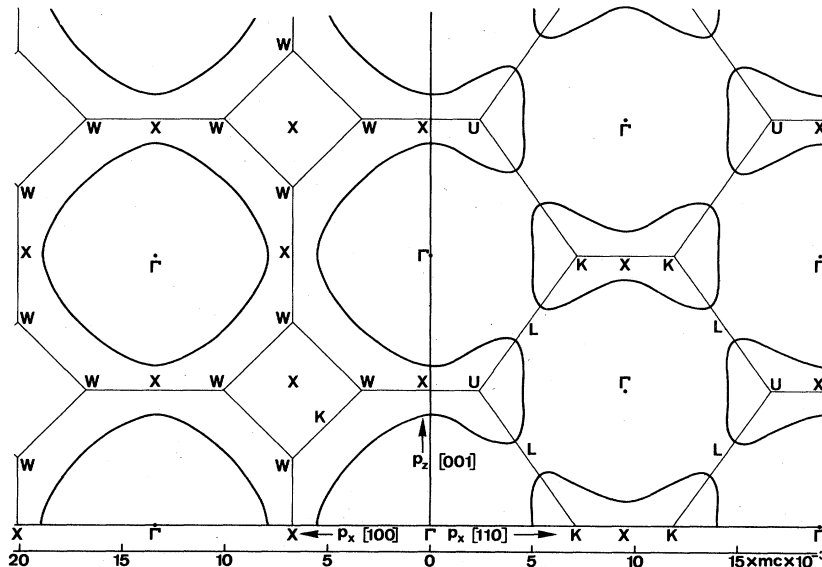 W
W X W X W X U Γ U X
W W
X Γ X Γ K X K Γ
W W L L
W X W X W X U Γ U X
K
W W p_z [001] L L
X Γ X p_x [100] Γ p_x [110] K X K Γ
20 15 10 5 0 5 10 15×mc×10⁻³